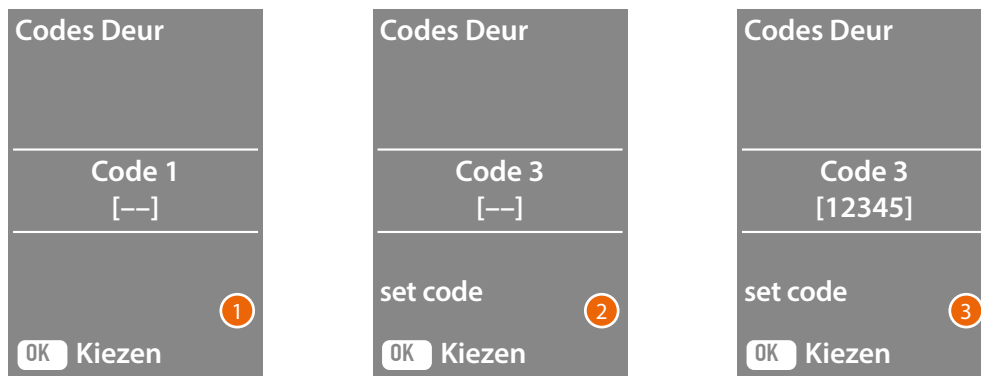 Codes Deur
Code 1
[––]
1
OK Kiezen
Codes Deur
Code 3
[––]
set code
2
OK Kiezen
Codes Deur
Code 3
[12345]
set code
3
OK Kiezen